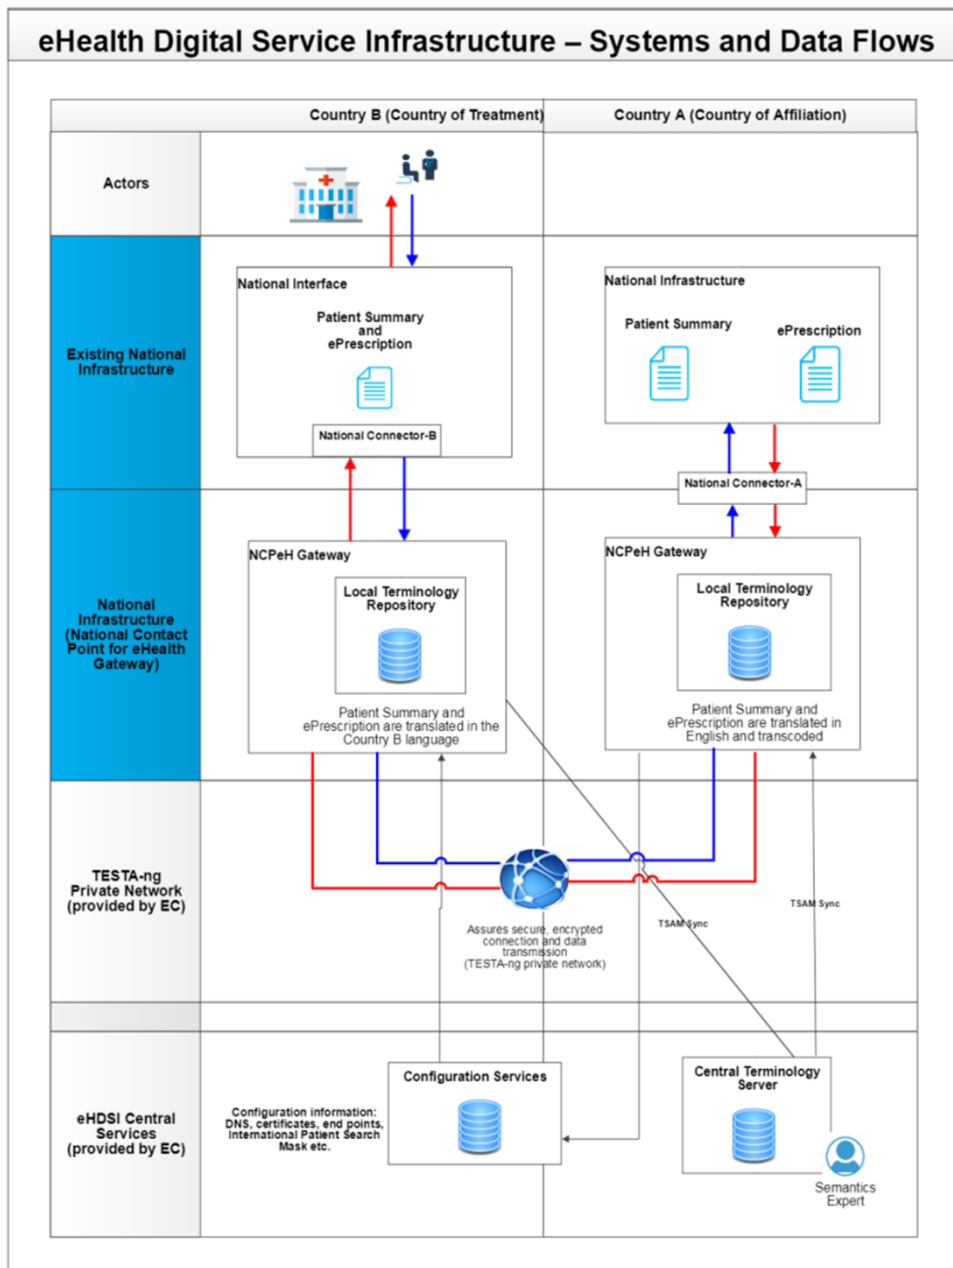 eHealth Digital Service Infrastructure – Systems and Data Flows
Country B (Country of Treatment)
Country A (Country of Affiliation)
Actors
Existing National
Infrastructure
National Interface
Patient Summary
and
ePrescription
National Connector-B
National Infrastructure
Patient Summary
ePrescription
National Connector-A
National
Infrastructure
(National Contact
Point for eHealth
Gateway)
NCPeH Gateway
Local Terminology
Repository
Patient Summary and
ePrescription are translated in the
Country B language
NCPeH Gateway
Local Terminology
Repository
Patient Summary and
ePrescription are translated in
English and transcoded
TESTA-ng
Private Network
(provided by EC)
Assures secure, encrypted
connection and data
transmission
(TESTA-ng private network)
TSAM Sync
TSAM Sync
eHDSI Central
Services
(provided by EC)
Configuration information:
DNS, certificates, end points,
International Patient Search
Mask etc.
Configuration Services
Central Terminology
Server
Semantics
Expert